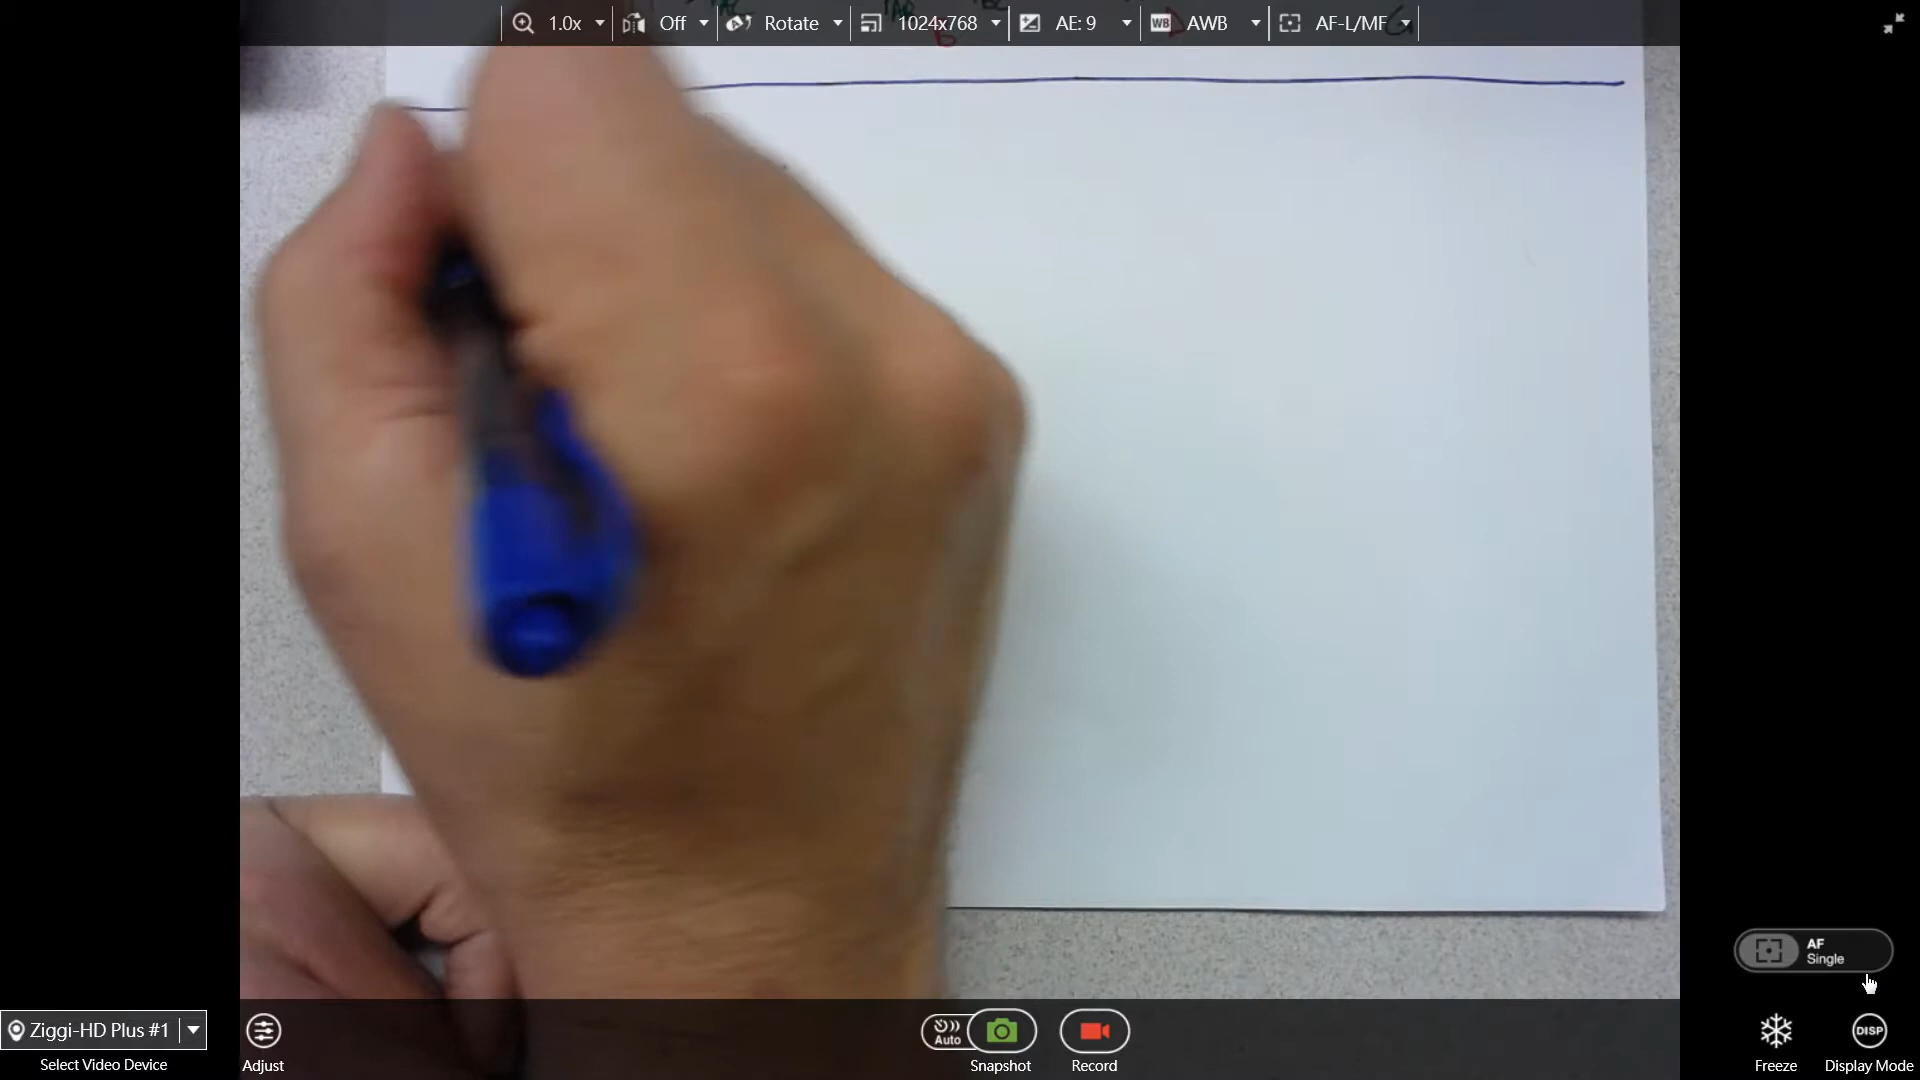 1.0x Off Rotate 1024x768 AE: 9 WB AWB AF-L/MF
AF
Single
Ziggi-HD Plus #1
Select Video Device
Adjust
Auto
Snapshot
Record
Freeze
DISP
Display Mode